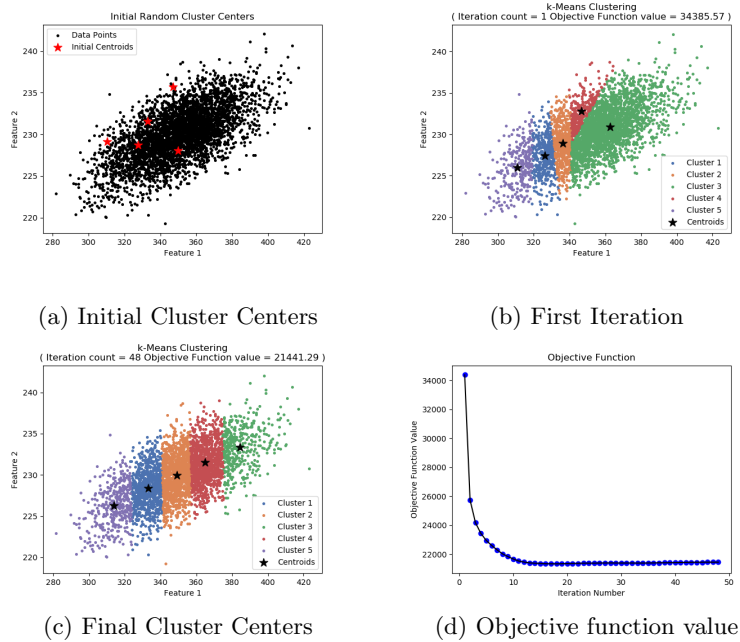 Initial Random Cluster Centers
Data Points
Initial Centroids
Feature 2
240
235
230
225
220
280 300 320 340 360 380 400 420
Feature 1
(a) Initial Cluster Centers
k-Means Clustering
( Iteration count = 1 Objective Function value = 34385.57 )
Feature 2
240
235
230
225
220
Cluster 1
Cluster 2
Cluster 3
Cluster 4
Cluster 5
Centroids
280 300 320 340 360 380 400 420
Feature 1
(b) First Iteration
k-Means Clustering
( Iteration count = 48 Objective Function value = 21441.29 )
Feature 2
240
235
230
225
220
Cluster 1
Cluster 2
Cluster 3
Cluster 4
Cluster 5
Centroids
280 300 320 340 360 380 400 420
Feature 1
(c) Final Cluster Centers
Objective Function
Objective Function Value
34000
32000
30000
28000
26000
24000
22000
0 10 20 30 40 50
Iteration Number
(d) Objective function value